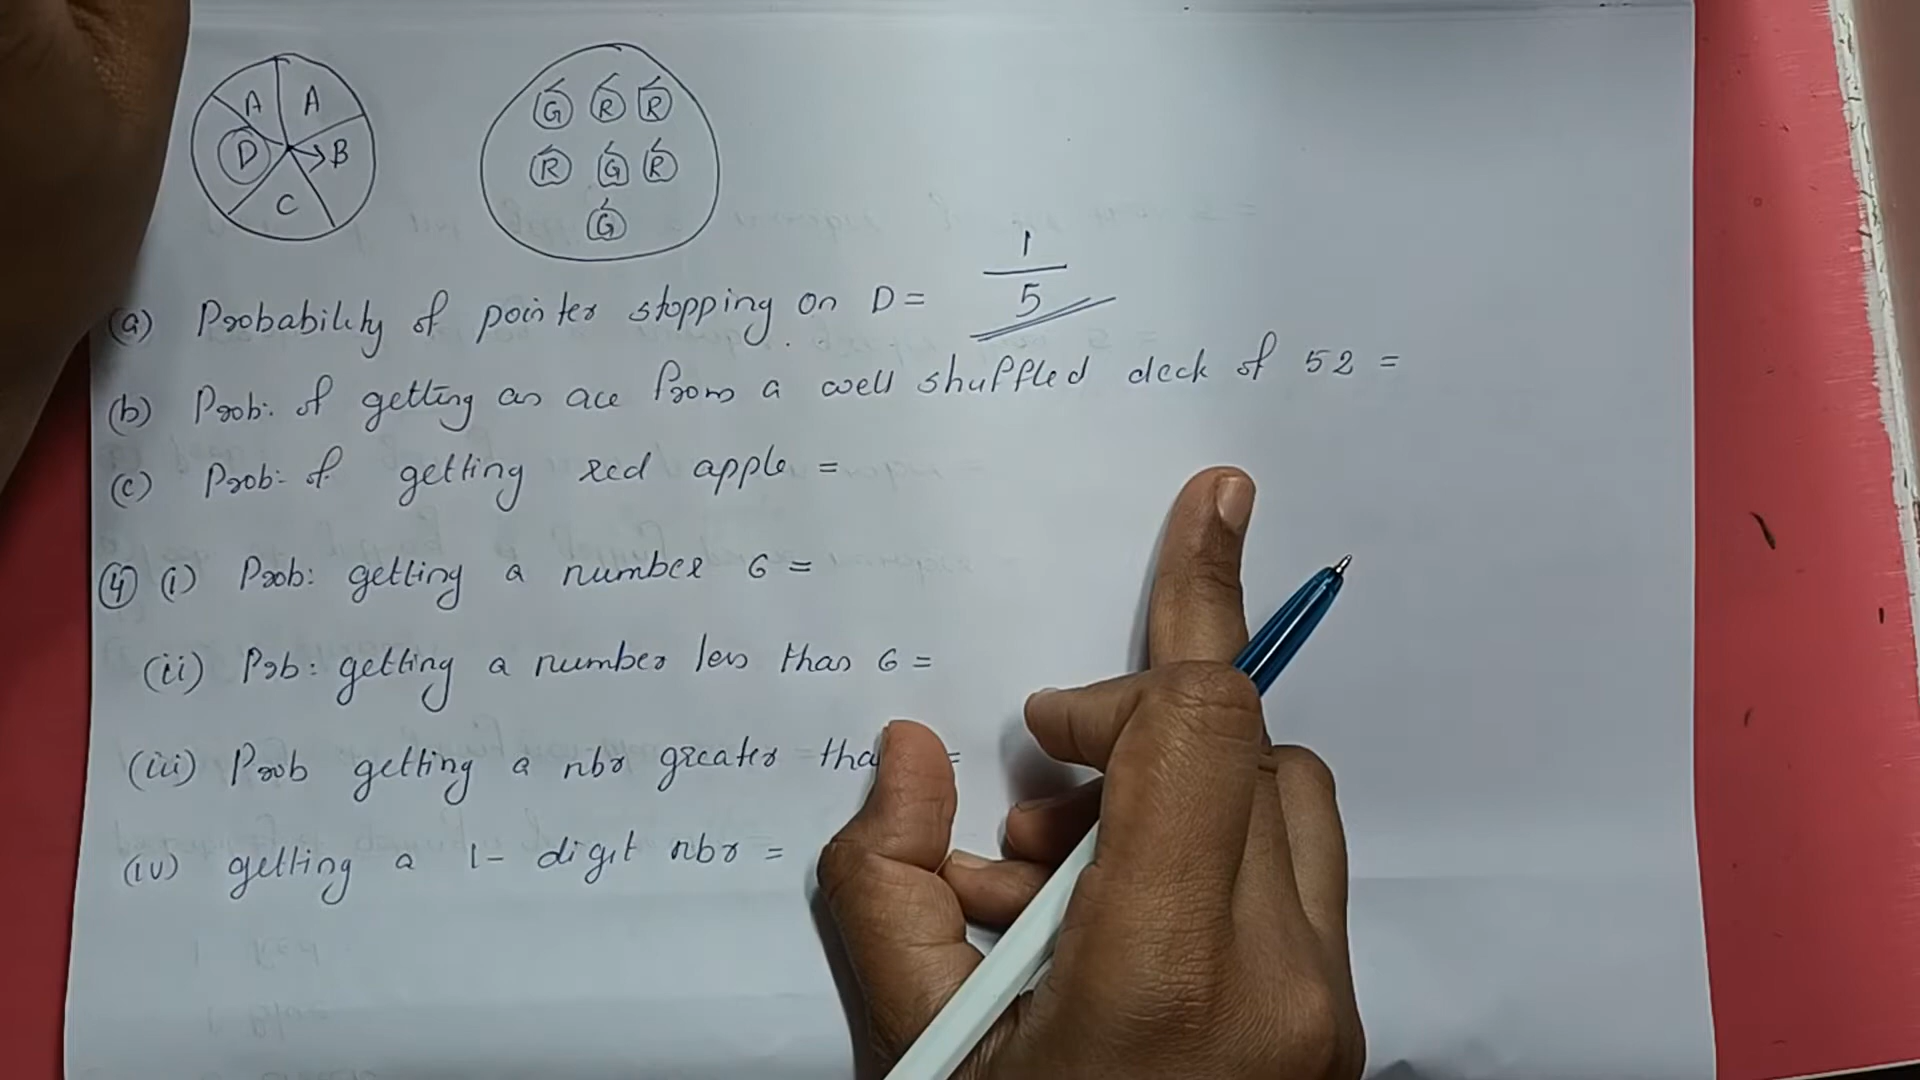 A A
D B
C
G R R
R G R
G
(a) Probability of pointer stopping on D = 1/5
(b) Prob: of getting an ace from a well shuffled deck of 52 =
(c) Prob: of getting red apple =
(4) (i) Prob: getting a number 6 =
(ii) Prb: getting a number less than 6 =
(iii) Prob getting a nbr greater tha =
(iv) getting a 1- digit nbr =